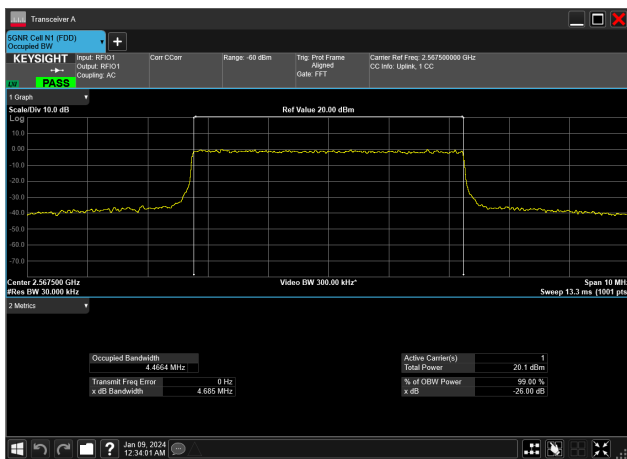 Transceiver A
5GNR Cell N1 (FDD)
Occupied BW
KEYSIGHT
LXI
PASS
Input: RFIO1
Output: RFIO1
Coupling: AC
Corr CCorr
Range: -60 dBm
Trig: Prot Frame
Aligned
Gate: FFT
Carrier Ref Freq: 2.567500000 GHz
CC Info: Uplink, 1 CC
1 Graph
Scale/Div 10.0 dB
Ref Value 20.00 dBm
Log
10.0
0.00
-10.0
-20.0
-30.0
-40.0
-50.0
-60.0
-70.0
Center 2.567500 GHz
Video BW 300.00 kHz*
Span 10 MH
#Res BW 30.000 kHz
Sweep 13.3 ms (1001 pts
2 Metrics
Occupied Bandwidth
4.4664 MHz
Transmit Freq Error 0 Hz
x dB Bandwidth 4.685 MHz
Active Carrier(s) 1
Total Power 20.1 dBm
% of OBW Power 99.00 %
x dB -26.00 dB
Jan 09, 2024
12:34:01 AM